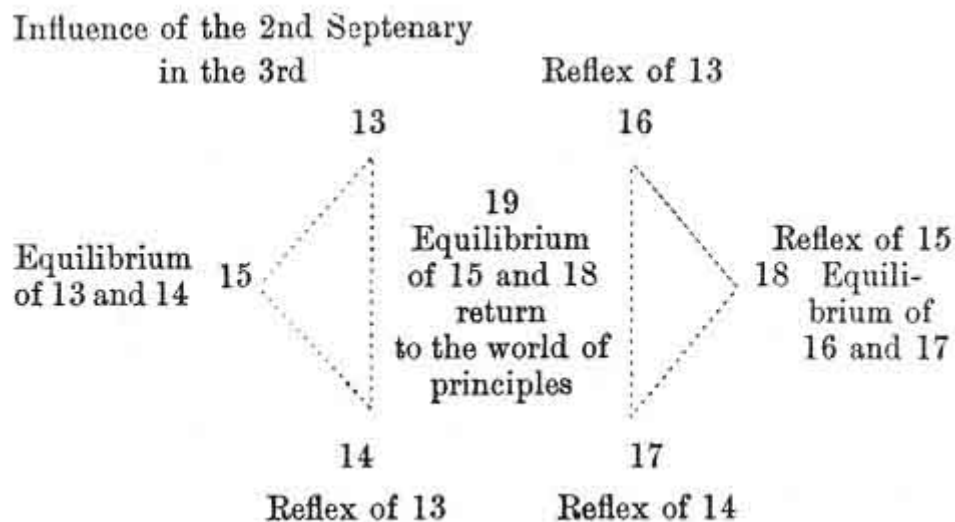 Influence of the 2nd Septenary
in the 3rd
Reflex of 13
13
16
19
Equilibrium
of 15 and 18
return
to the world of
principles
Equilibrium
of 13 and 14
15
18
Reflex of 15
Equili-
brium of
16 and 17
14
17
Reflex of 13
Reflex of 14